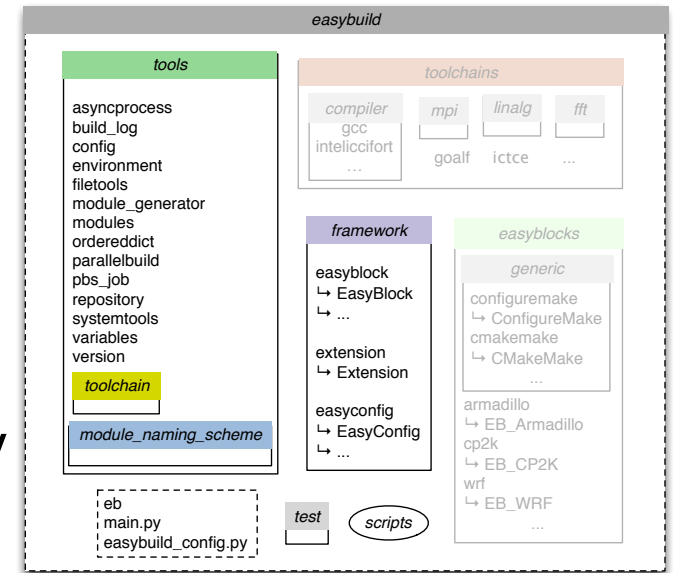 easybuild
tools
asyncprocess
build_log
config
environment
filetools
module_generator
modules
ordereddict
parallelbuild
pbs_job
repository
systemtools
variables
version
toolchain
module_naming_scheme
toolchains
compiler
gcc
inteliccifort
...
mpi
linalg
fft
goalf ictce ...
framework
easyblock
↳ EasyBlock
↳ ...
extension
↳ Extension
easyconfig
↳ EasyConfig
↳ ...
easyblocks
generic
configuremake
↳ ConfigureMake
cmakemake
↳ CMakeMake
...
armadillo
↳ EB_Armadillo
cp2k
↳ EB_CP2K
wrf
↳ EB_WRF
...
eb
main.py
easybuild_config.py
test
scripts